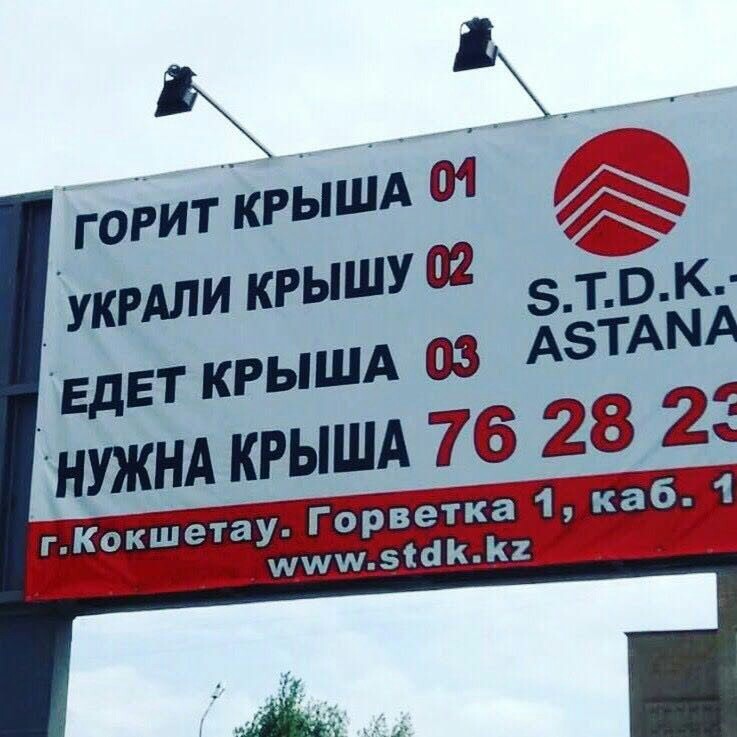 ГОРИТ КРЫША 01
УКРАЛИ КРЫШУ 02
ЕДЕТ КРЫША 03
НУЖНА КРЫША 76 28 23
S.T.D.K.-
ASTANA
г.Кокшетау. Горветка 1, каб. 1
www.stdk.kz